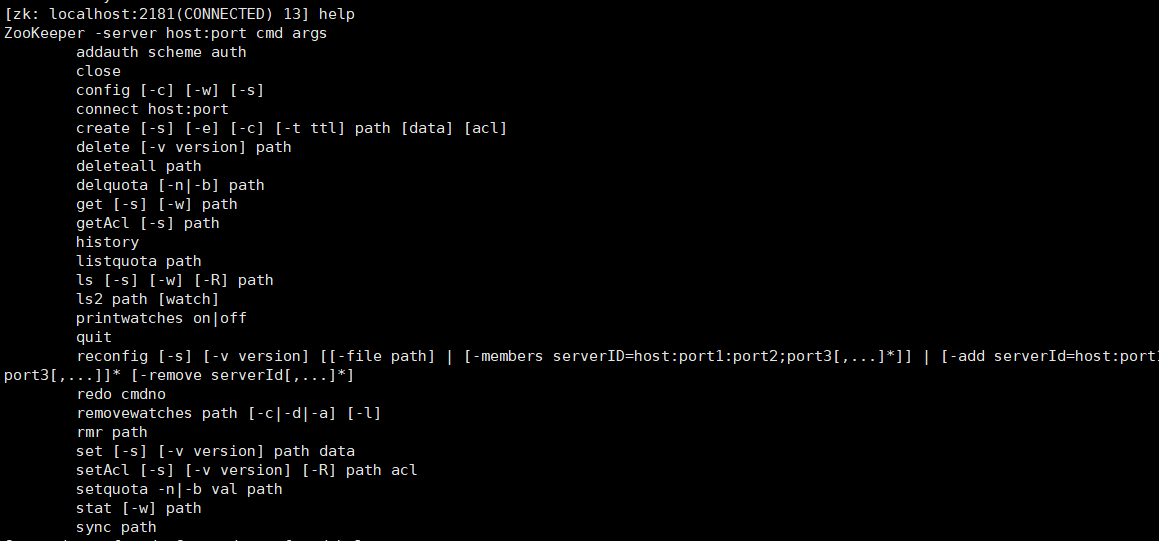 [zk: localhost:2181(CONNECTED) 13] help
ZooKeeper -server host:port cmd args
addauth scheme auth
close
config [-c] [-w] [-s]
connect host:port
create [-s] [-e] [-c] [-t ttl] path [data] [acl]
delete [-v version] path
deleteall path
delquota [-n|-b] path
get [-s] [-w] path
getAcl [-s] path
history
listquota path
ls [-s] [-w] [-R] path
ls2 path [watch]
printwatches on|off
quit
reconfig [-s] [-v version] [[-file path] | [-members serverID=host:port1:port2;port3[,...]*]] | [-add serverId=host:port1
port3[,...]]* [-remove serverId[,...]*]
redo cmdno
removewatches path [-c|-d|-a] [-l]
rmr path
set [-s] [-v version] path data
setAcl [-s] [-v version] [-R] path acl
setquota -n|-b val path
stat [-w] path
sync path